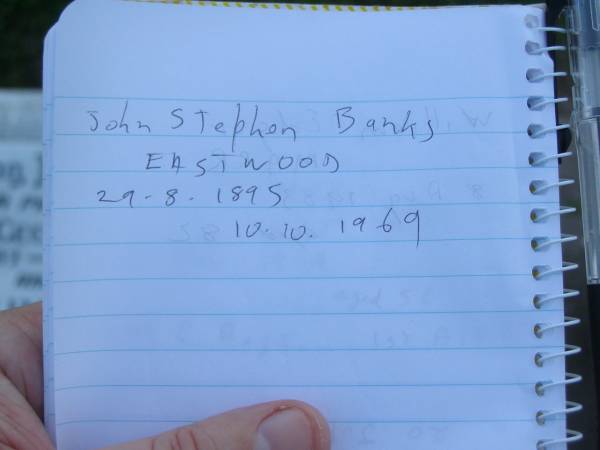 John Stephen Banks
EASTWOOD
29-8.1895
10.10.1969